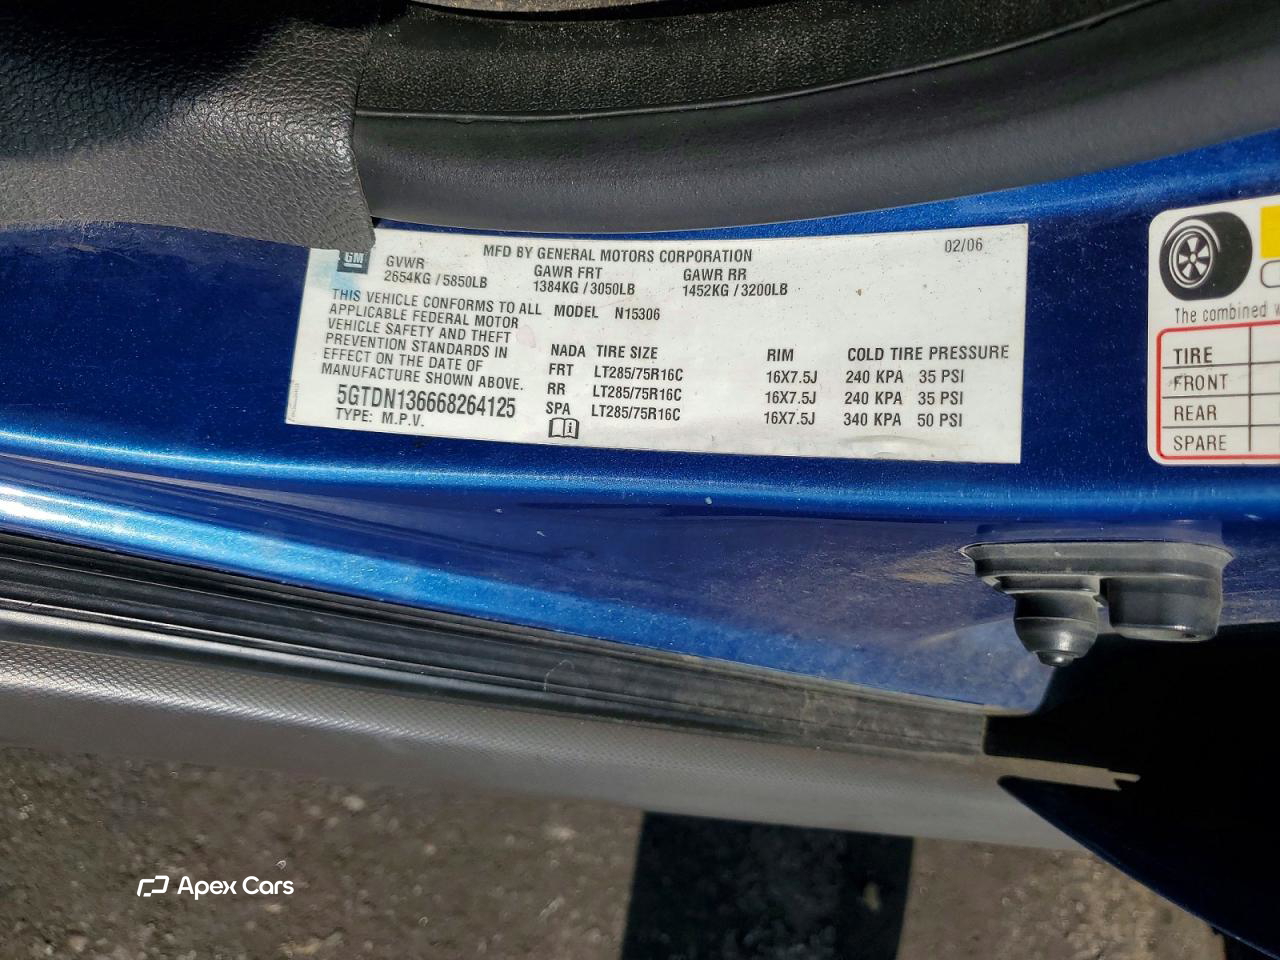 GM
MFD BY GENERAL MOTORS CORPORATION
02/06
GVWR
GAWR FRT
GAWR RR
2654KG / 5850LB
1384KG / 3050LB
1452KG / 3200LB
THIS VEHICLE CONFORMS TO ALL
APPLICABLE FEDERAL MOTOR
VEHICLE SAFETY AND THEFT
PREVENTION STANDARDS IN
EFFECT ON THE DATE OF
MANUFACTURE SHOWN ABOVE.
5GTDN136668264125
TYPE: M.P.V.
MODEL N15306
NADA TIRE SIZE RIM COLD TIRE PRESSURE
FRT LT285/75R16C 16X7.5J 240 KPA 35 PSI
RR LT285/75R16C 16X7.5J 240 KPA 35 PSI
SPA LT285/75R16C 16X7.5J 340 KPA 50 PSI
The combined
TIRE
FRONT
REAR
SPARE
Apex Cars